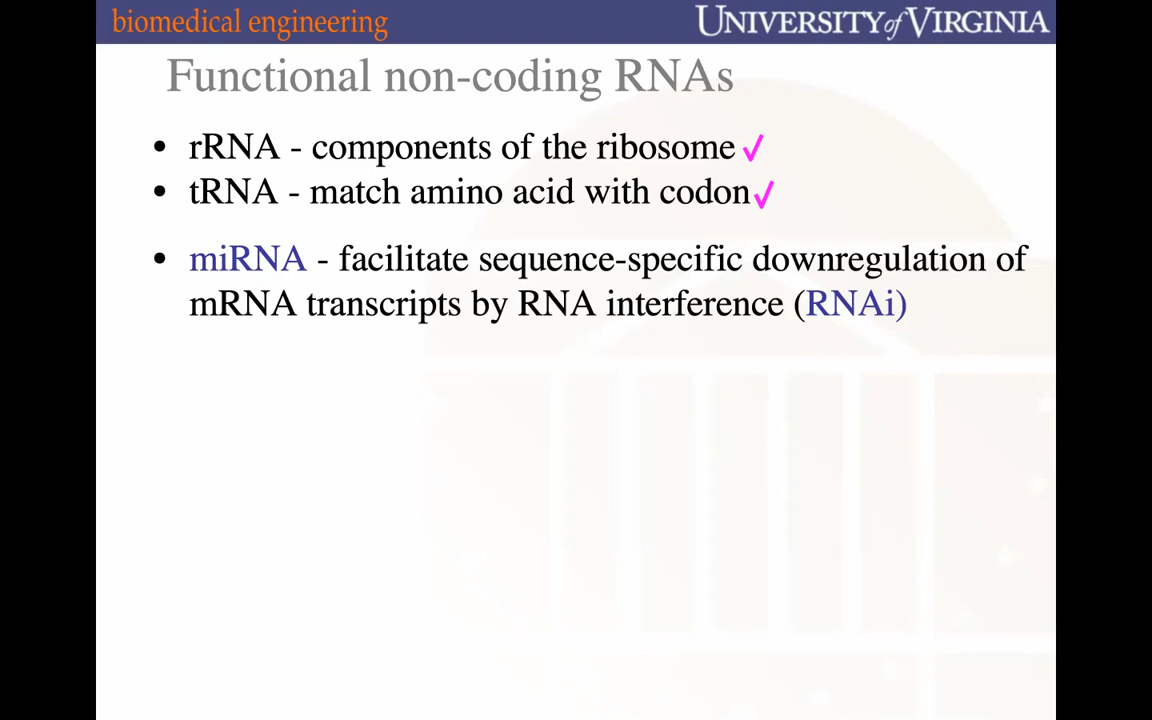 biomedical engineering
UNIVERSITY of VIRGINIA
Functional non-coding RNAs
• rRNA - components of the ribosome ✓
• tRNA - match amino acid with codon ✓
• miRNA - facilitate sequence-specific downregulation of
mRNA transcripts by RNA interference (RNAi)